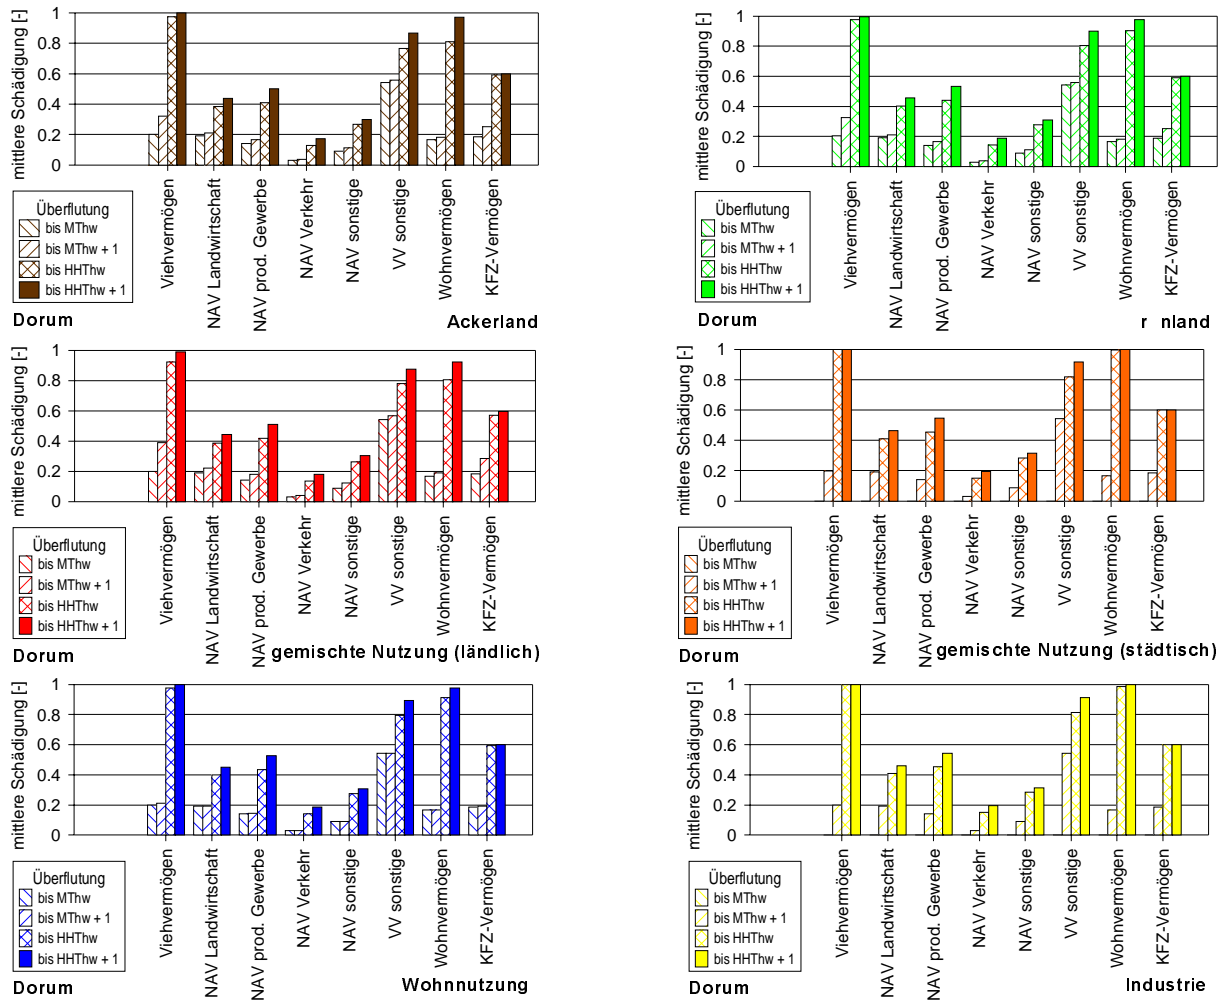 mittlere Schädigung [-]
1
0.8
0.6
0.4
0.2
0
Viehvermögen
NAV Landwirtschaft
NAV prod. Gewerbe
NAV Verkehr
NAV sonstige
VV sonstige
Wohnvermögen
KFZ-Vermögen
Überflutung
bis MThw
bis MThw + 1
bis HHThw
bis HHThw + 1
Dorum
Ackerland
mittlere Schädigung [-]
1
0.8
0.6
0.4
0.2
0
Viehvermögen
NAV Landwirtschaft
NAV prod. Gewerbe
NAV Verkehr
NAV sonstige
VV sonstige
Wohnvermögen
KFZ-Vermögen
Überflutung
bis MThw
bis MThw + 1
bis HHThw
bis HHThw + 1
Dorum
r nland
mittlere Schädigung [-]
1
0.8
0.6
0.4
0.2
0
Viehvermögen
NAV Landwirtschaft
NAV prod. Gewerbe
NAV Verkehr
NAV sonstige
VV sonstige
Wohnvermögen
KFZ-Vermögen
Überflutung
bis MThw
bis MThw + 1
bis HHThw
bis HHThw + 1
Dorum
gemischte Nutzung (ländlich)
mittlere Schädigung [-]
1
0.8
0.6
0.4
0.2
0
Viehvermögen
NAV Landwirtschaft
NAV prod. Gewerbe
NAV Verkehr
NAV sonstige
VV sonstige
Wohnvermögen
KFZ-Vermögen
Überflutung
bis MThw
bis MThw + 1
bis HHThw
bis HHThw + 1
Dorum
gemischte Nutzung (städtisch)
mittlere Schädigung [-]
1
0.8
0.6
0.4
0.2
0
Viehvermögen
NAV Landwirtschaft
NAV prod. Gewerbe
NAV Verkehr
NAV sonstige
VV sonstige
Wohnvermögen
KFZ-Vermögen
Überflutung
bis MThw
bis MThw + 1
bis HHThw
bis HHThw + 1
Dorum
Wohnnutzung
mittlere Schädigung [-]
1
0.8
0.6
0.4
0.2
0
Viehvermögen
NAV Landwirtschaft
NAV prod. Gewerbe
NAV Verkehr
NAV sonstige
VV sonstige
Wohnvermögen
KFZ-Vermögen
Überflutung
bis MThw
bis MThw + 1
bis HHThw
bis HHThw + 1
Dorum
Industrie